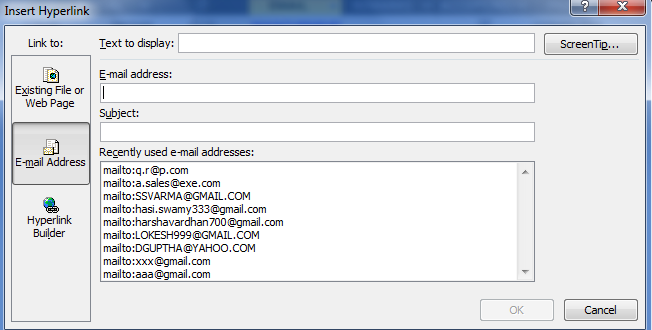 Insert Hyperlink
?
Link to:
Text to display:
ScreenTip...
Existing File or
Web Page
E-mail Address
Hyperlink
Builder
E-mail address:
Subject:
Recently used e-mail addresses:
mailto:q.r@p.com
mailto:a.sales@exe.com
mailto:SSVARMA@GMAIL.COM
mailto:hasi.swamy333@gmail.com
mailto:harshavardhan700@gmail.com
mailto:LOKESH999@GMAIL.COM
mailto:DGUPTHA@YAHOO.COM
mailto:xxx@gmail.com
mailto:aaa@gmail.com
OK
Cancel